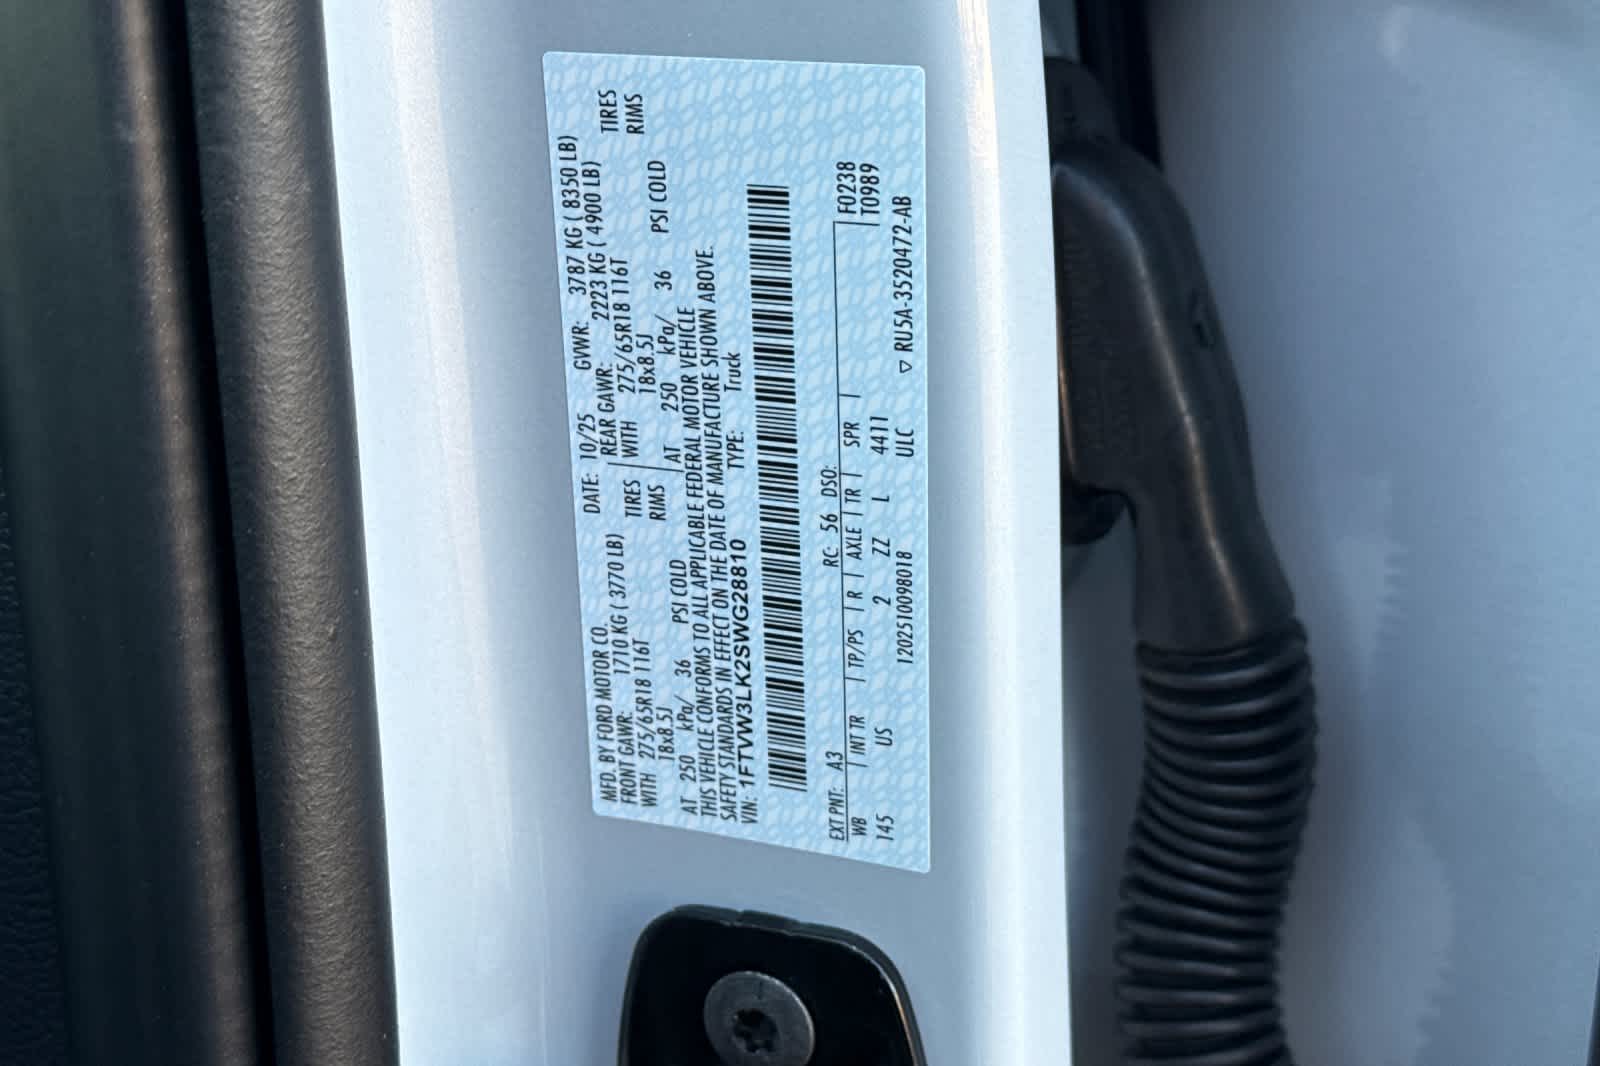 MFD. BY FORD MOTOR CO. DATE: 10/25 GVWR: 3787 KG ( 8350 LB)
FRONT GAWR: 1710 KG ( 3770 LB) REAR GAWR: 2223 KG ( 4900 LB)
WITH 275/65R18 116T TIRES WITH 275/65R18 116T TIRES
18x8.5J RIMS 18x8.5J RIMS
AT 250 kPa/ 36 PSI COLD AT 250 kPa/ 36 PSI COLD
THIS VEHICLE CONFORMS TO ALL APPLICABLE FEDERAL MOTOR VEHICLE
SAFETY STANDARDS IN EFFECT ON THE DATE OF MANUFACTURE SHOWN ABOVE.
VIN: 1FTVW3LK2SWG28810 TYPE: Truck
EXT PNT: A3 RC: 56 DSO: F0238
WB INT TR TP/PS R AXLE TR SPR T0989
145 US 2 ZZ L 4411
120251009B018 ULC ▽ RU5A-3520472-AB